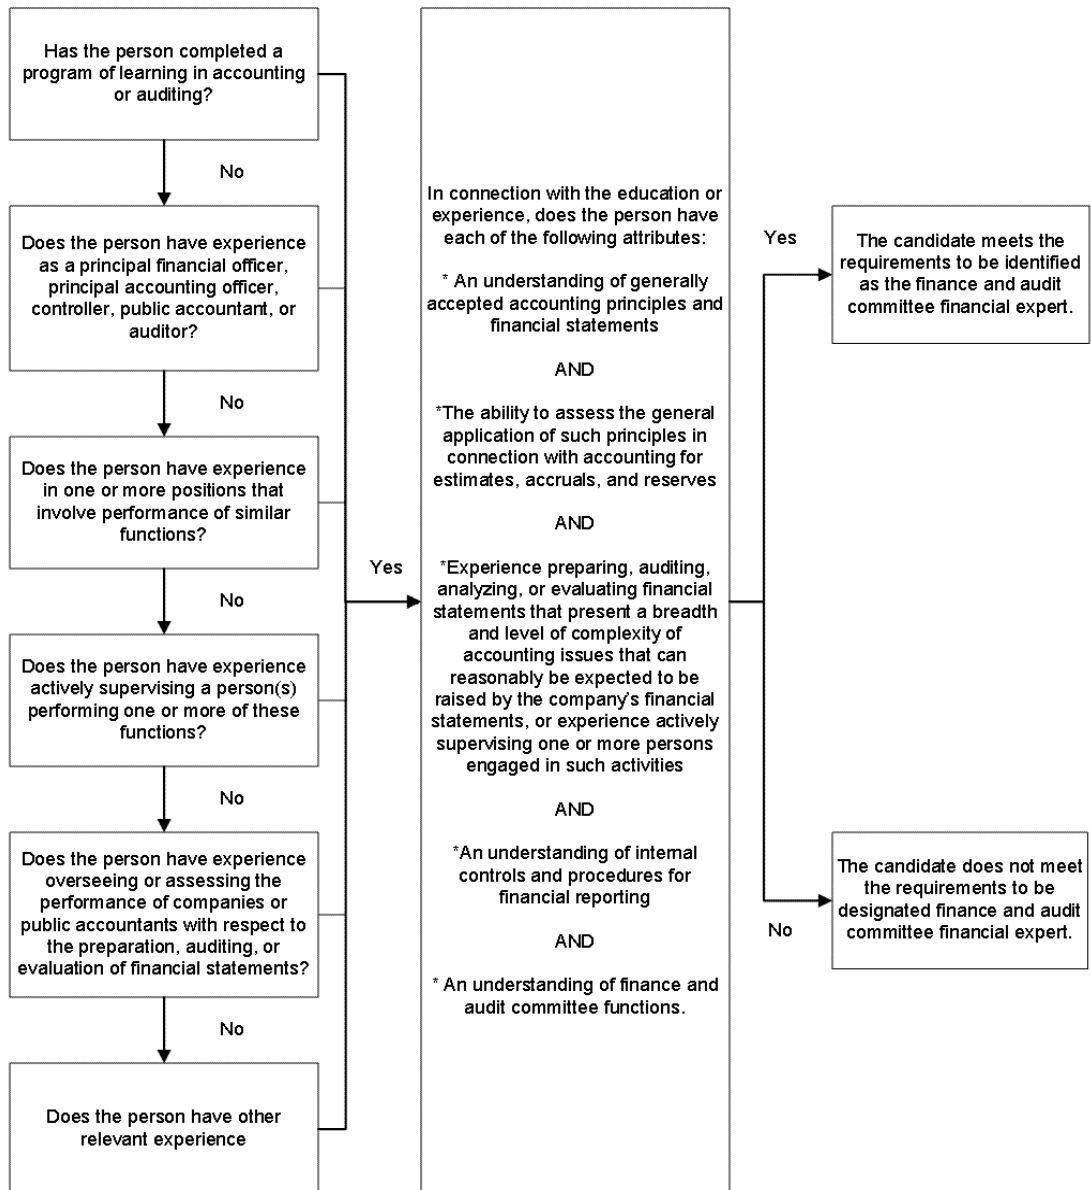 Has the person completed a
program of learning in accounting
or auditing?
No
Does the person have experience
as a principal financial officer,
principal accounting officer,
controller, public accountant, or
auditor?
No
Does the person have experience
in one or more positions that
involve performance of similar
functions?
No
Does the person have experience
actively supervising a person(s)
performing one or more of these
functions?
No
Does the person have experience
overseeing or assessing the
performance of companies or
public accountants with respect to
the preparation, auditing, or
evaluation of financial statements?
No
Does the person have other
relevant experience
Yes
In connection with the education or
experience, does the person have
each of the following attributes:
* An understanding of generally
accepted accounting principles and
financial statements
AND
*The ability to assess the general
application of such principles in
connection with accounting for
estimates, accruals, and reserves
AND
*Experience preparing, auditing,
analyzing, or evaluating financial
statements that present a breadth
and level of complexity of
accounting issues that can
reasonably be expected to be
raised by the company's financial
statements, or experience actively
supervising one or more persons
engaged in such activities
AND
*An understanding of internal
controls and procedures for
financial reporting
AND
* An understanding of finance and
audit committee functions.
Yes
The candidate meets the
requirements to be identified
as the finance and audit
committee financial expert.
No
The candidate does not meet
the requirements to be
designated finance and audit
committee financial expert.